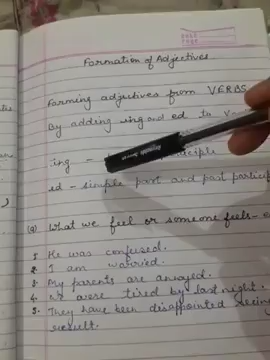 Formation of Adjectives
Forming adjectives from VERBS
By adding ing and ed to
ing -
ed - simple past and past
(a) What we feel or someone feels -
1. He was confused.
2. I am worried.
3. My parents are annoyed.
4. We were tired by last night.
5. They have been disappointed seeing
result.